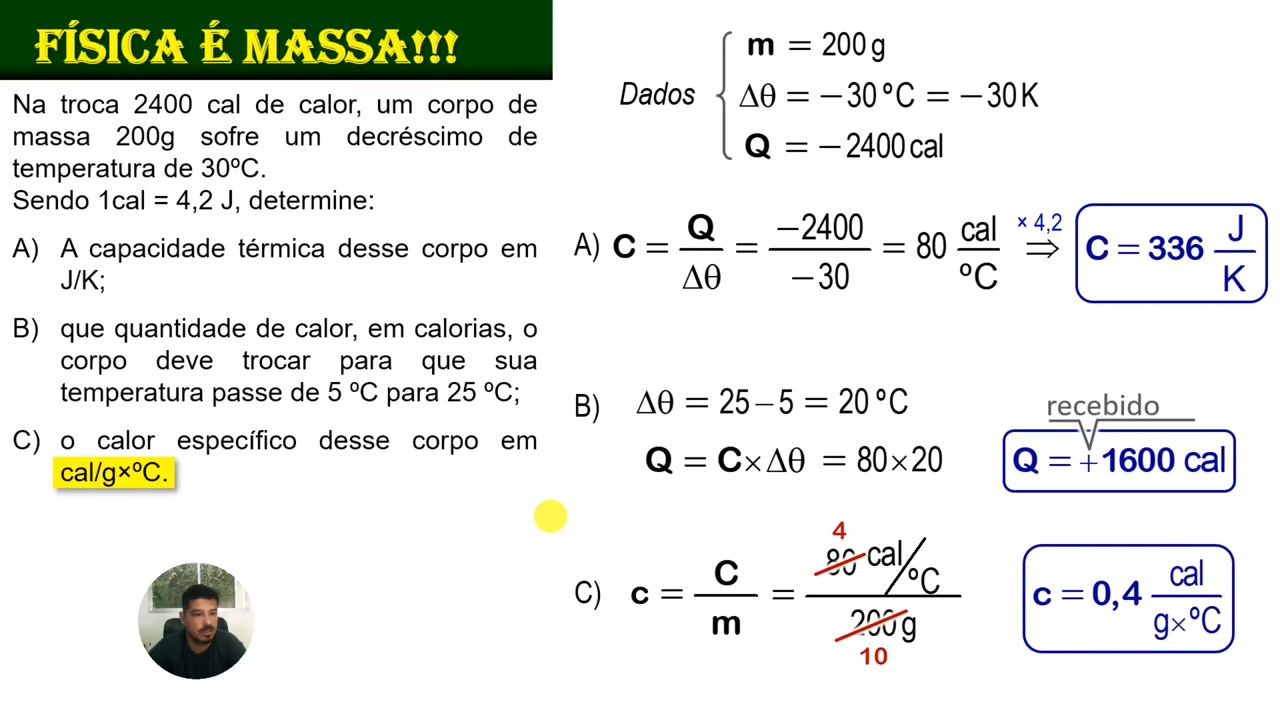 FÍSICA É MASSA!!!
Na troca 2400 cal de calor, um corpo de
massa 200g sofre um decréscimo de
temperatura de 30ºC.
Sendo 1cal = 4,2 J, determine:
A) A capacidade térmica desse corpo em
J/K;
B) que quantidade de calor, em calorias, o
corpo deve trocar para que sua
temperatura passe de 5 ºC para 25 ºC;
C) o calor específico desse corpo em
cal/g×ºC.
Dados
m = 200 g
Δθ = −30 ºC = −30 K
Q = −2400 cal
A) C = Q/Δθ = −2400/−30 = 80 cal/ºC × 4,2 ⇒ C = 336 J/K
B) Δθ = 25 − 5 = 20 ºC
recebido
Q = C × Δθ = 80 × 20 Q = +1600 cal
4
C) c = C/m = 80 cal/ºC / 200 g c = 0,4 cal/g×ºC
10